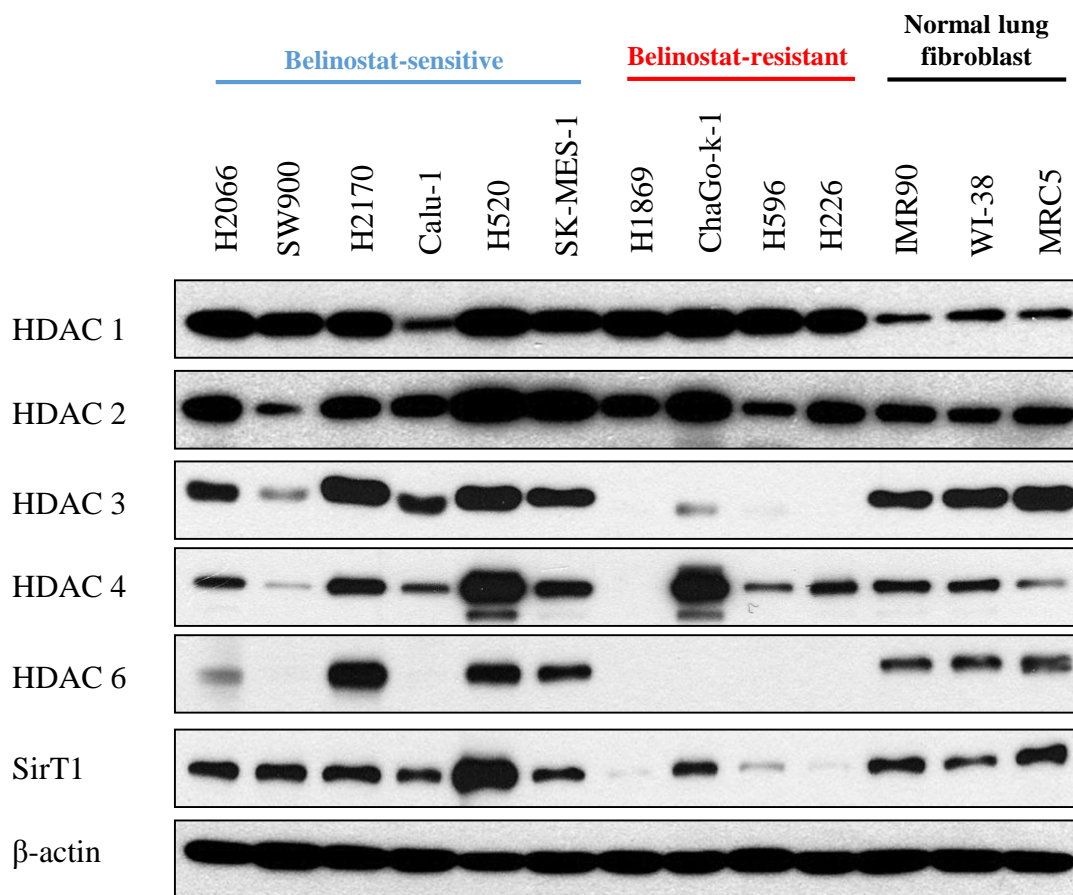 Normal lung
fibroblast
Belinostat-sensitive
Belinostat-resistant
H2066
SW900
H2170
Calu-1
H520
SK-MES-1
H1869
ChaGo-k-1
H596
H226
IMR90
WI-38
MRC5
HDAC 1
HDAC 2
HDAC 3
HDAC 4
HDAC 6
SirT1
β-actin